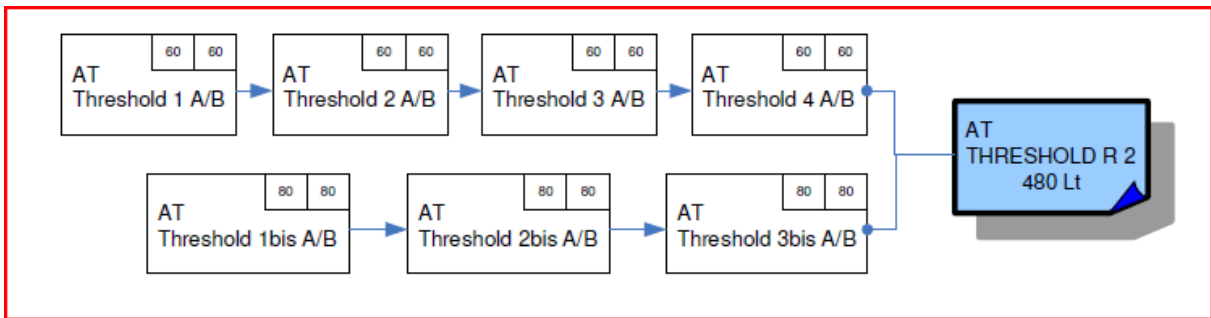 60 60
AT
Threshold 1 A/B
60 60
AT
Threshold 2 A/B
60 60
AT
Threshold 3 A/B
60 60
AT
Threshold 4 A/B
80 80
AT
Threshold 1bis A/B
80 80
AT
Threshold 2bis A/B
80 80
AT
Threshold 3bis A/B
AT
THRESHOLD R 2
480 Lt